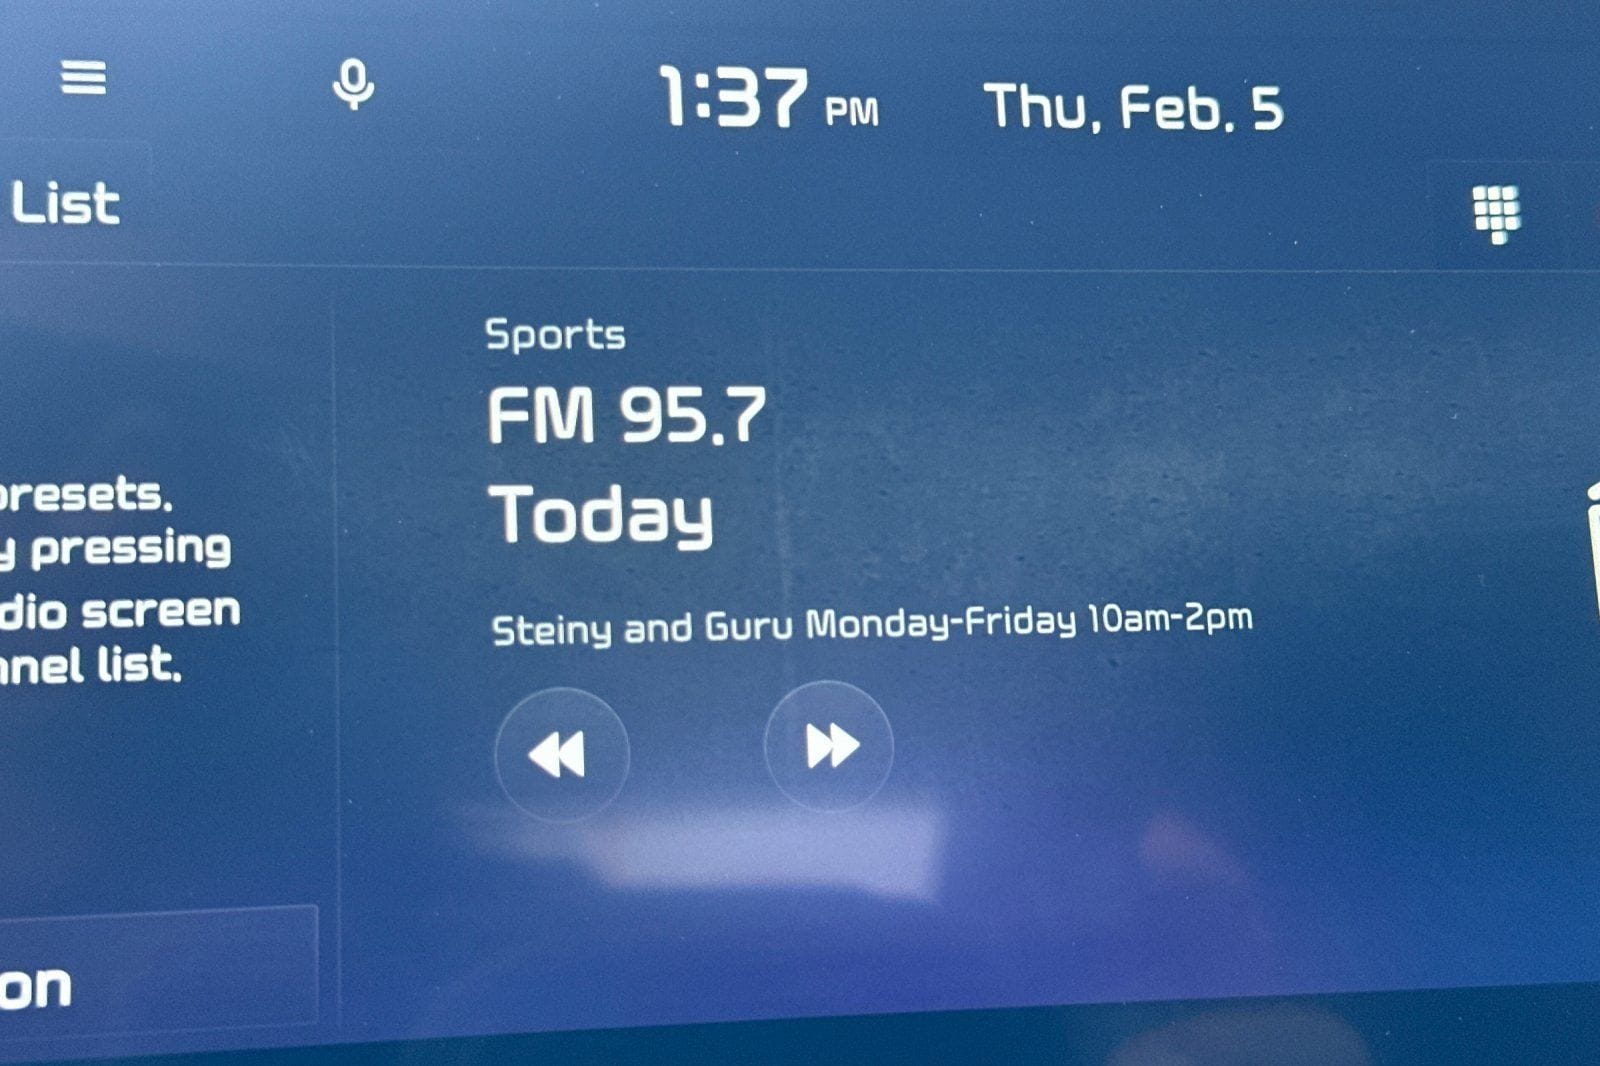 1:37 PM Thu, Feb. 5
List
Sports
FM 95.7
Today
presets.
y pressing
dio screen
nnel list.
Steiny and Guru Monday-Friday 10am-2pm
on